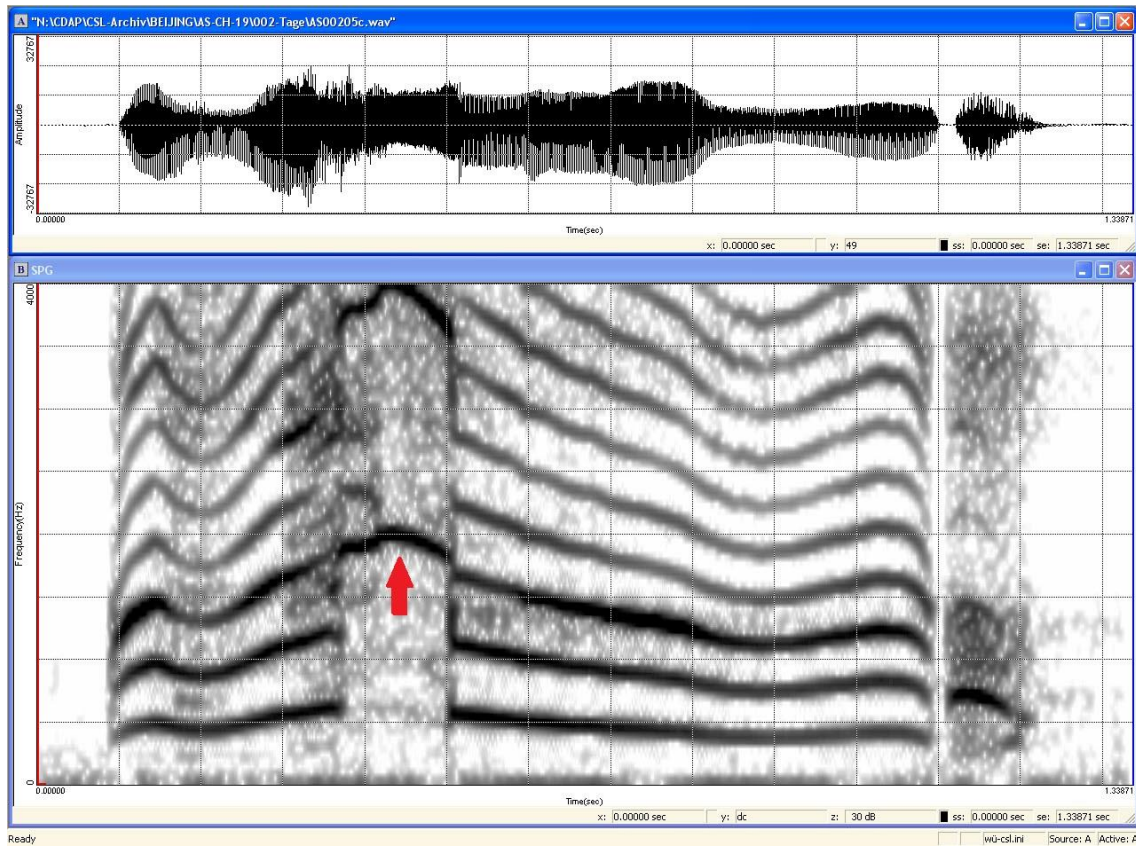 A "N:\CDAP\CSL-Archiv\BEIJING\AS-CH-19\002-Tage\AS00205c.wav"
32767
Amplitude
-32767
0.00000 1.33871
Time(sec)
x: 0.00000 sec y: 49 ss: 0.00000 sec se: 1.33871 sec
B SPG
4000
Frequency(Hz)
0
0.00000 1.33871
Time(sec)
x: 0.00000 sec y: dc z: 30 dB ss: 0.00000 sec se: 1.33871 sec
Ready wü-csl.ini Source: A Active: A